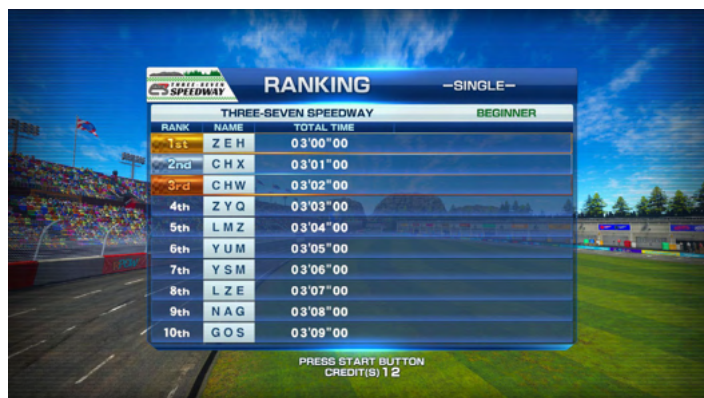 THREE-SEVEN SPEEDWAY
RANKING
-SINGLE-
THREE-SEVEN SPEEDWAY BEGINNER
RANK NAME TOTAL TIME
1st ZEH 03'00"00
2nd CHX 03'01"00
3rd CHW 03'02"00
4th ZYQ 03'03"00
5th LMZ 03'04"00
6th YUM 03'05"00
7th YSM 03'06"00
8th LZE 03'07"00
9th NAG 03'08"00
10th GOS 03'09"00
PRESS START BUTTON
CREDIT(S) 12